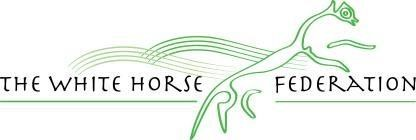 THE WHITE HORSE FEDERATION